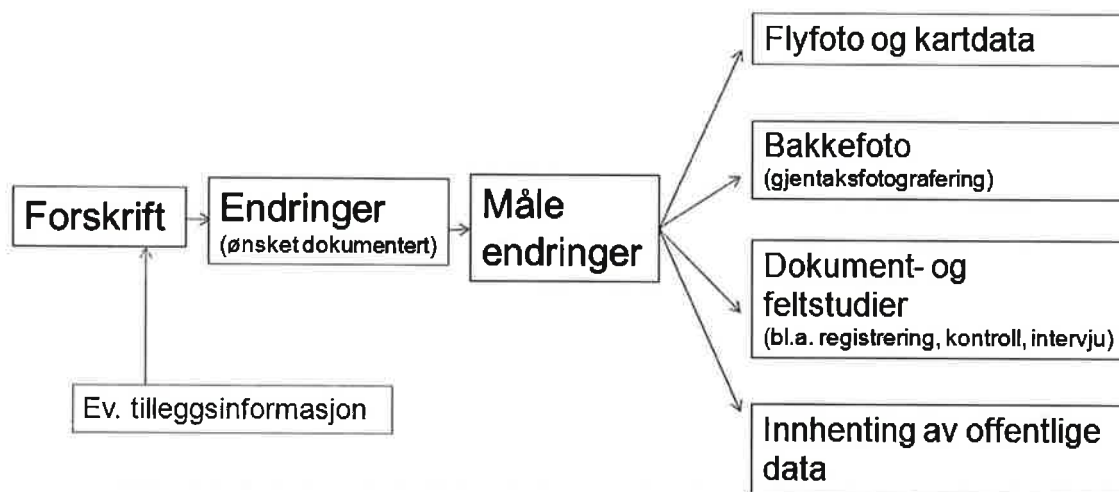 Forskrift
Endringer
(ønsket dokumentert)
Måle
endringer
Ev. tilleggsinformasjon
Flyfoto og kartdata
Bakkefoto
(gjentaksfotografering)
Dokument- og
feltstudier
(bl.a. registrering, kontroll, intervju)
Innhenting av offentlige
data